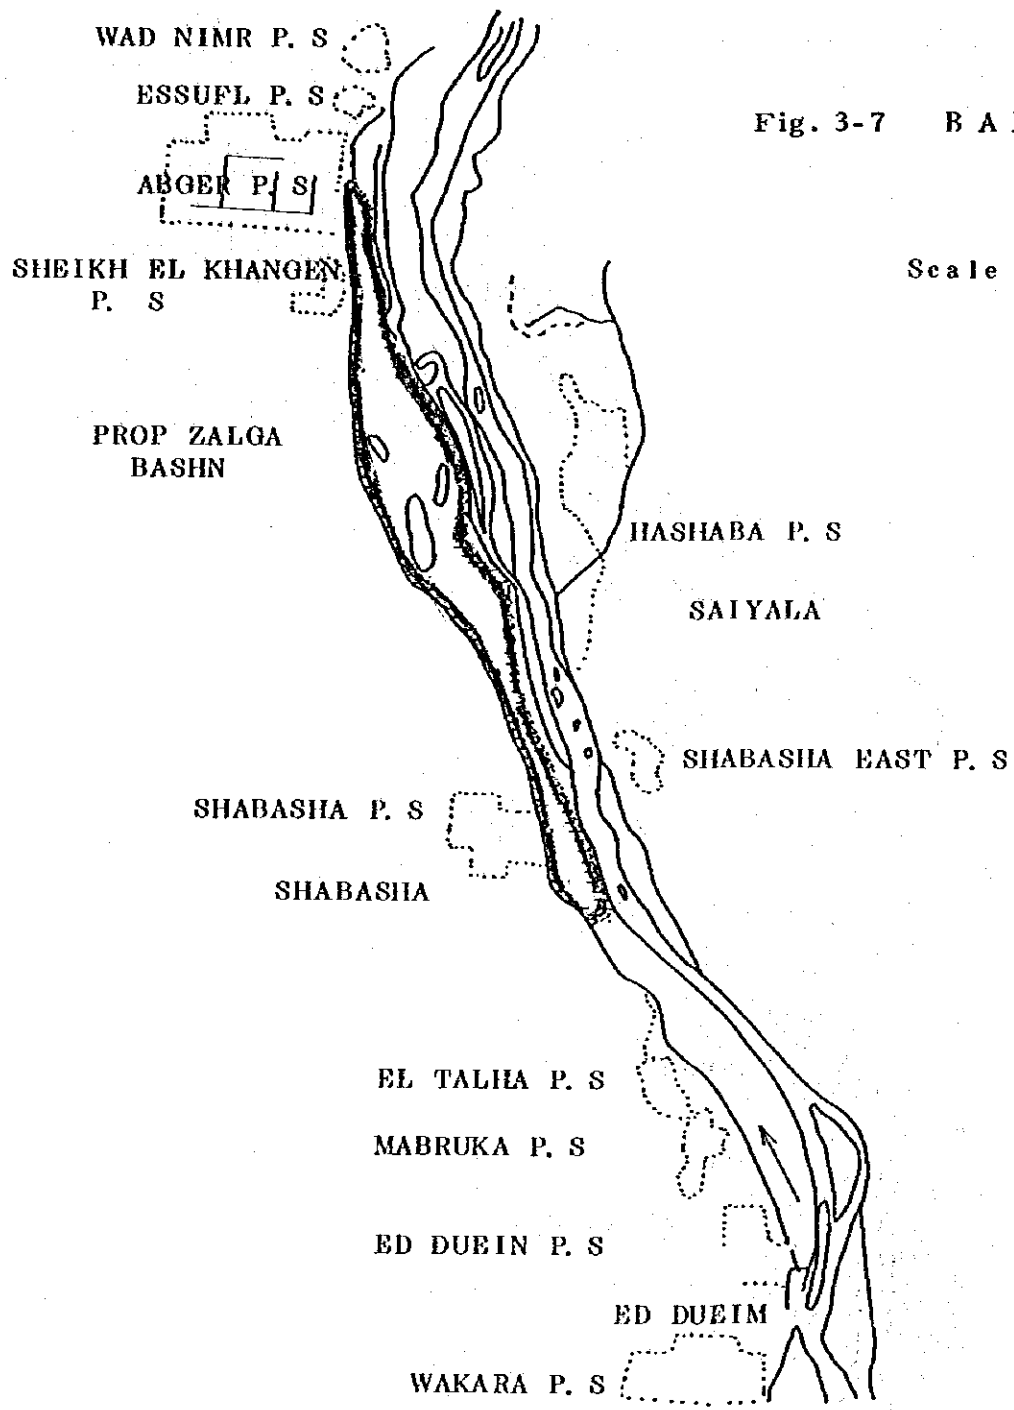 WAD NIMR P. S
ESSUFL P. S
Fig. 3-7 B A
ABGER P. S
SHEIKH EL KHANGEN
P. S
Scale
PROP ZALGA
BASHN
HASHABA P. S
SAIYALA
SHABASHA EAST P. S
SHABASHA P. S
SHABASHA
EL TALHA P. S
MABRUKA P. S
ED DUEIN P. S
ED DUEIM
WAKARA P. S